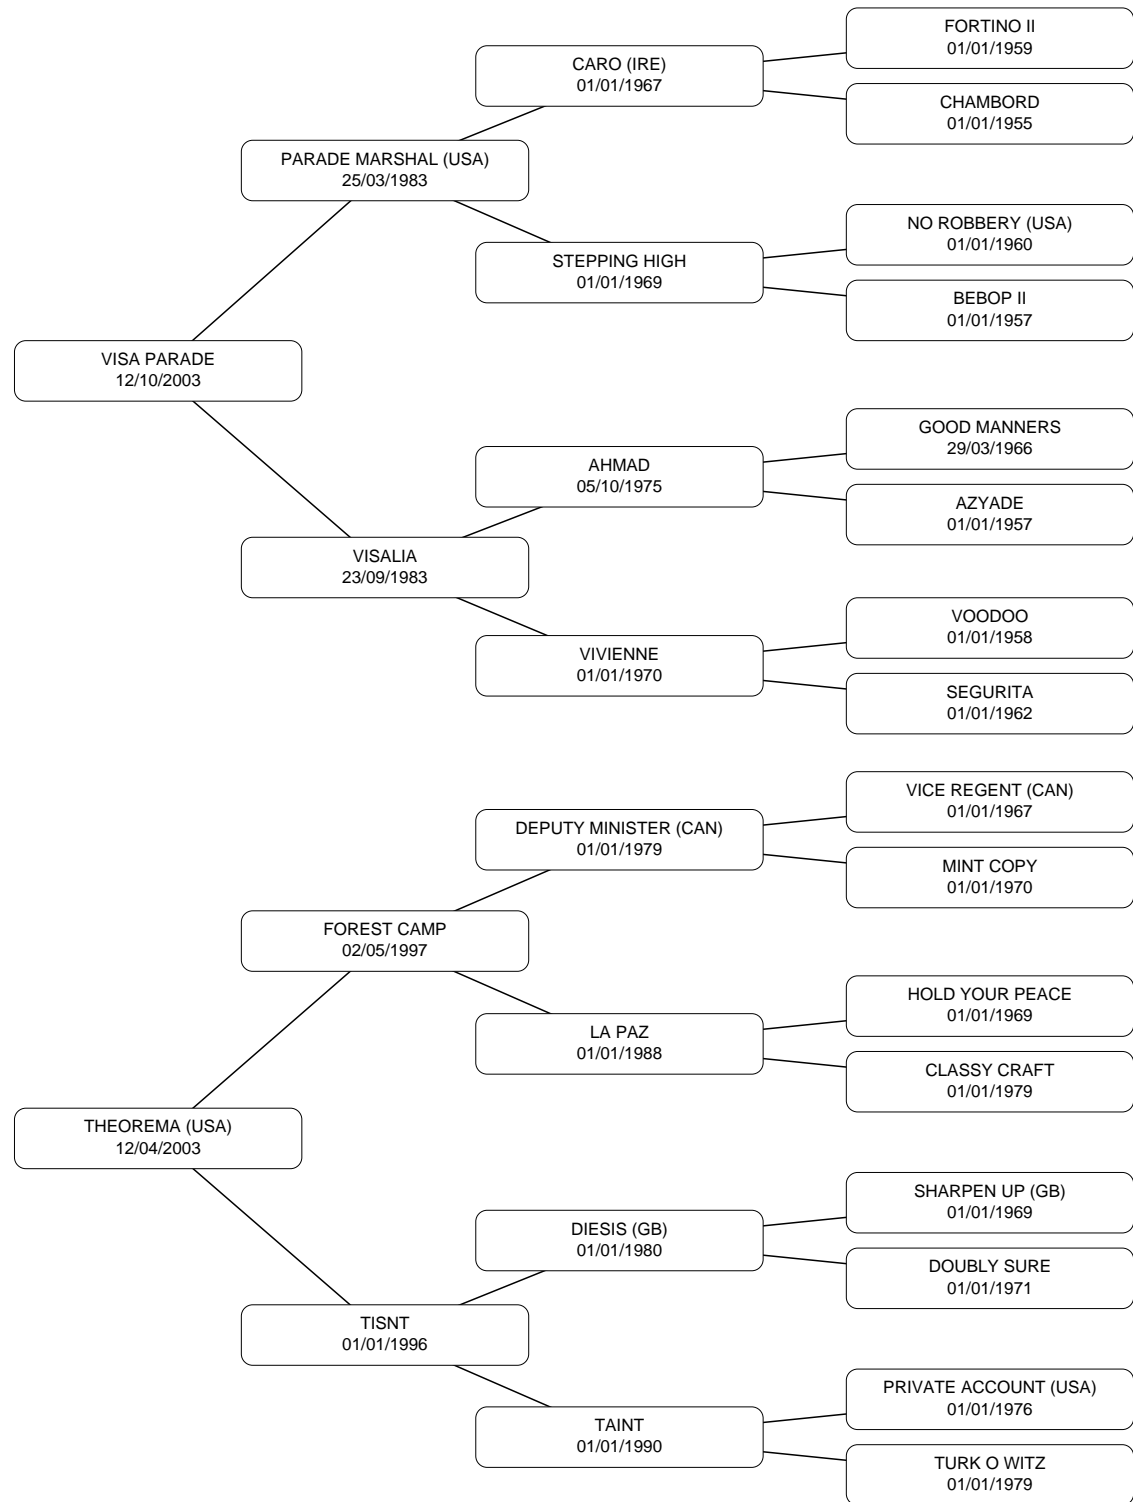 FORTINO II
01/01/1959
CARO (IRE)
01/01/1967
CHAMBORD
01/01/1955
PARADE MARSHAL (USA)
25/03/1983
NO ROBBERY (USA)
01/01/1960
STEPPING HIGH
01/01/1969
BEBOP II
01/01/1957
VISA PARADE
12/10/2003
GOOD MANNERS
29/03/1966
AHMAD
05/10/1975
AZYADE
01/01/1957
VISALIA
23/09/1983
VOODOO
01/01/1958
VIVIENNE
01/01/1970
SEGURITA
01/01/1962
VICE REGENT (CAN)
01/01/1967
DEPUTY MINISTER (CAN)
01/01/1979
MINT COPY
01/01/1970
FOREST CAMP
02/05/1997
HOLD YOUR PEACE
01/01/1969
LA PAZ
01/01/1988
CLASSY CRAFT
01/01/1979
THEOREMA (USA)
12/04/2003
SHARPEN UP (GB)
01/01/1969
DIESIS (GB)
01/01/1980
DOUBLY SURE
01/01/1971
TISNT
01/01/1996
PRIVATE ACCOUNT (USA)
01/01/1976
TAINT
01/01/1990
TURK O WITZ
01/01/1979